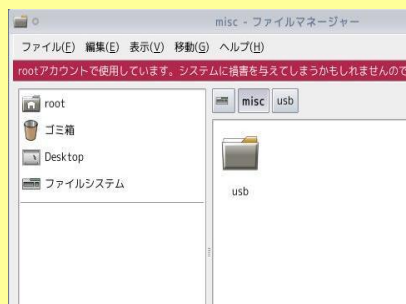 misc - ファイルマネージャー
ファイル(F) 編集(E) 表示(V) 移動(G) ヘルプ(H)
rootアカウントで使用しています。システムに損害を与えてしまうかもしれませんので
root
misc usb
ゴミ箱
Desktop
ファイルシステム
usb